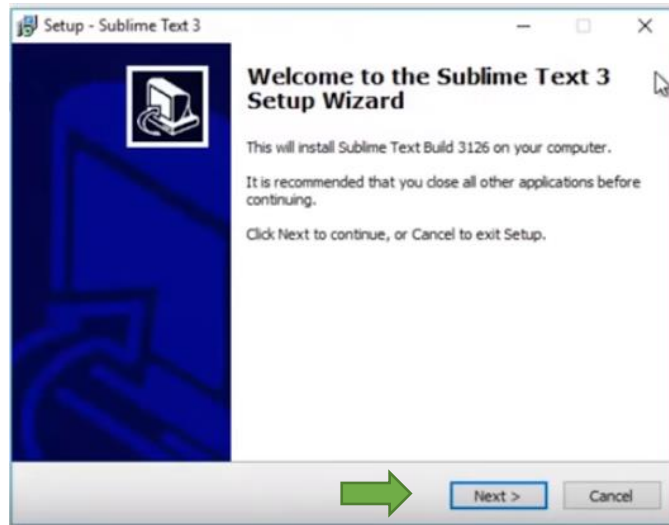 Setup - Sublime Text 3
Welcome to the Sublime Text 3
Setup Wizard
This will install Sublime Text Build 3126 on your computer.
It is recommended that you close all other applications before
continuing.
Click Next to continue, or Cancel to exit Setup.
Next >
Cancel